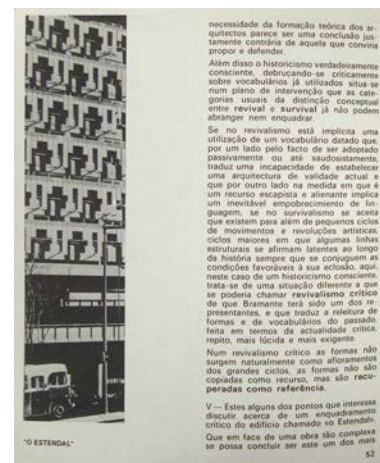 necessidade da formação teórica dos ar-
quitectos parece ser uma conclusão jus-
tamente contrária de aquela que conviria
propor e defender.
Além disso o historicismo verdadeiramente
consciente, debruçando-se criticamente
sobre vocabulários já utilizados situa-se
num plano de intervenção que as cate-
gorias usuais da distinção conceptual
entre revival e survival já não podem
abranger nem enquadrar.
Se no revivalismo está implícita uma
utilização de um vocabulário datado que,
por um lado pelo facto de ser adoptado
passivamente ou até saudosistamente,
traduz uma incapacidade de estabelecer
uma arquitectura de validade actual e
que por outro lado na medida em que é
um recurso escapista e alienante implica
um inevitável empobrecimento de lin-
guagem, se no survivalismo se aceita
que existem para além de pequenos ciclos
de movimentos e revoluções artísticas,
ciclos maiores em que algumas linhas
estruturais se afirmam latentes ao longo
da história sempre que se conjuguem as
condições favoráveis à sua eclosão, aqui,
neste caso de um historicismo consciente,
trata-se de uma situação diferente a que
se poderia chamar revivalismo crítico
de que Bramante terá sido um dos re-
presentantes, e que traduz a releitura de
formas e de vocabulários do passado,
feita em termos da actualidade crítica,
repito, mais lúcida e mais exigente.
Num revivalismo crítico as formas não
surgem naturalmente como afloramentos
dos grandes ciclos, as formas não são
copiadas como recurso, mas são recu-
peradas como referência.
V — Estes alguns dos pontos que interessa
discutir acerca de um enquadramento
crítico do edifício chamado «o Estendal».
Que em face de uma obra tão complexa
se possa concluir ser este um dos mais
"O ESTENDAL"
52